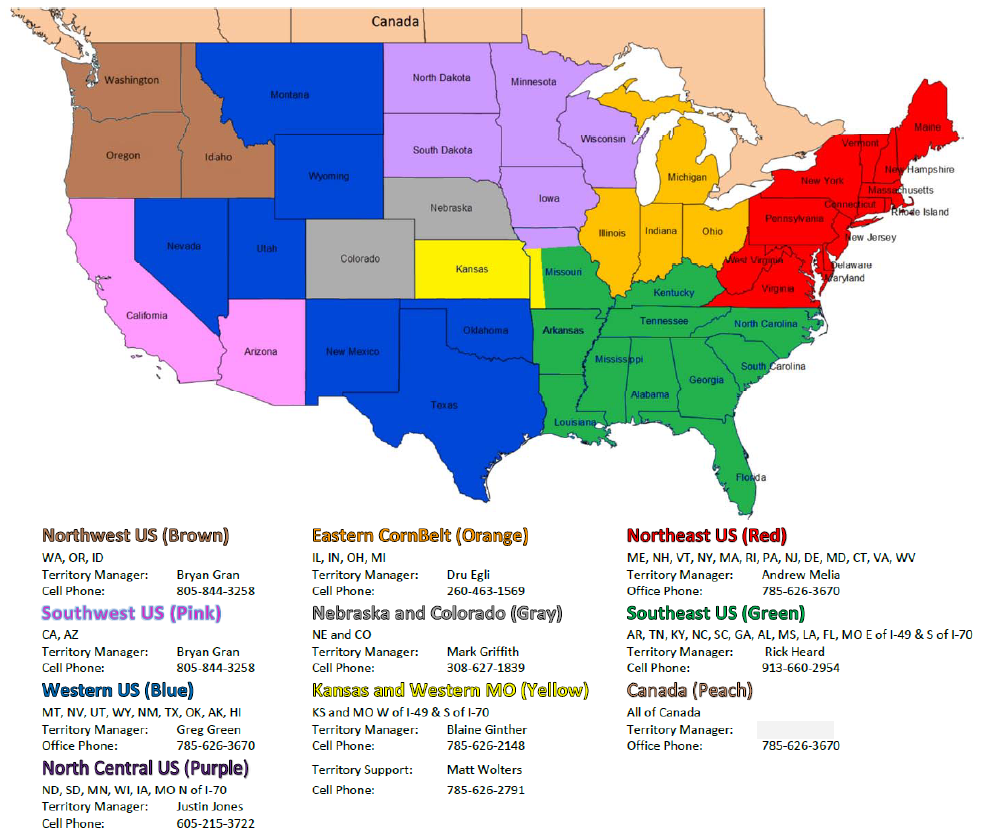 Canada
Washington
North Dakota
Minnesota
Montana
Maine
Vermont
Wisconsin
Oregon
Idaho
South Dakota
New Hampshire
Michigan
Wyoming
New York
Massachusetts
Iowa
Connecticut
Nebraska
Rhode Island
Pennsylvania
Illinois
Indiana
Ohio
New Jersey
Nevada
Utah
Colorado
Kansas
Missouri
West Virginia
Delaware
Maryland
Virginia
Kentucky
California
Tennessee
North Carolina
Oklahoma
Arkansas
Arizona
New Mexico
Mississippi
South Carolina
Georgia
Alabama
Texas
Louisiana
Florida
Northwest US (Brown)
WA, OR, ID
Territory Manager: Bryan Gran
Cell Phone: 805-844-3258
Southwest US (Pink)
CA, AZ
Territory Manager: Bryan Gran
Cell Phone: 805-844-3258
Western US (Blue)
MT, NV, UT, WY, NM, TX, OK, AK, HI
Territory Manager: Greg Green
Office Phone: 785-626-3670
North Central US (Purple)
ND, SD, MN, WI, IA, MO N of I-70
Territory Manager: Justin Jones
Cell Phone: 605-215-3722
Eastern CornBelt (Orange)
IL, IN, OH, MI
Territory Manager: Dru Egli
Cell Phone: 260-463-1569
Nebraska and Colorado (Gray)
NE and CO
Territory Manager: Mark Griffith
Cell Phone: 308-627-1839
Kansas and Western MO (Yellow)
KS and MO W of I-49 & S of I-70
Territory Manager: Blaine Ginther
Cell Phone: 785-626-2148
Territory Support: Matt Wolters
Cell Phone: 785-626-2791
Northeast US (Red)
ME, NH, VT, NY, MA, RI, PA, NJ, DE, MD, CT, VA, WV
Territory Manager: Andrew Melia
Office Phone: 785-626-3670
Southeast US (Green)
AR, TN, KY, NC, SC, GA, AL, MS, LA, FL, MO E of I-49 & S of I-70
Territory Manager: Rick Heard
Cell Phone: 913-660-2954
Canada (Peach)
All of Canada
Territory Manager:
Office Phone: 785-626-3670